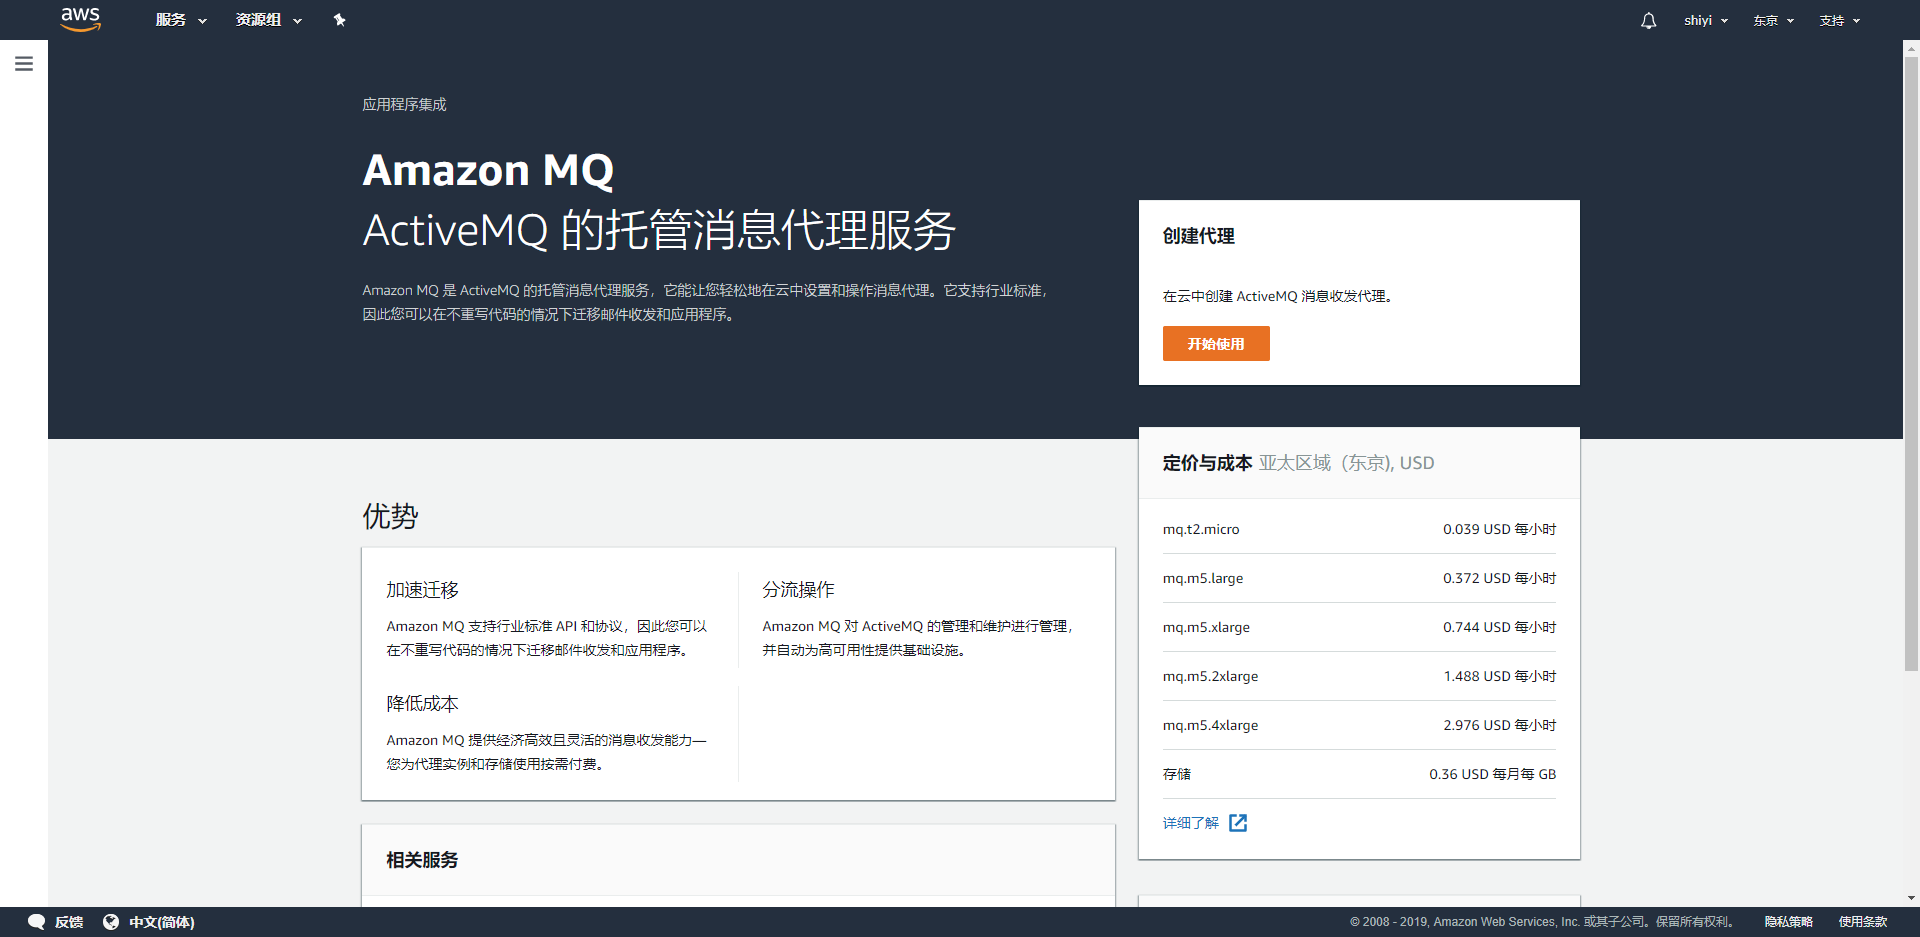 aws
服务
资源组
shiyi
东京
支持
应用程序集成
Amazon MQ
ActiveMQ 的托管消息代理服务
Amazon MQ 是 ActiveMQ 的托管消息代理服务，它能让您轻松地在云中设置和操作消息代理。它支持行业标准，
因此您可以在不重写代码的情况下迁移邮件收发和应用程序。
创建代理
在云中创建 ActiveMQ 消息收发代理。
开始使用
定价与成本 亚太区域（东京), USD
mq.t2.micro 0.039 USD 每小时
mq.m5.large 0.372 USD 每小时
mq.m5.xlarge 0.744 USD 每小时
mq.m5.2xlarge 1.488 USD 每小时
mq.m5.4xlarge 2.976 USD 每小时
存储 0.36 USD 每月每 GB
详细了解
优势
加速迁移
Amazon MQ 支持行业标准 API 和协议，因此您可以
在不重写代码的情况下迁移邮件收发和应用程序。
分流操作
Amazon MQ 对 ActiveMQ 的管理和维护进行管理，
并自动为高可用性提供基础设施。
降低成本
Amazon MQ 提供经济高效且灵活的消息收发能力—
您为代理实例和存储使用按需付费。
相关服务
反馈
中文(简体)
© 2008 - 2019, Amazon Web Services, Inc. 或其子公司。保留所有权利。
隐私策略
使用条款